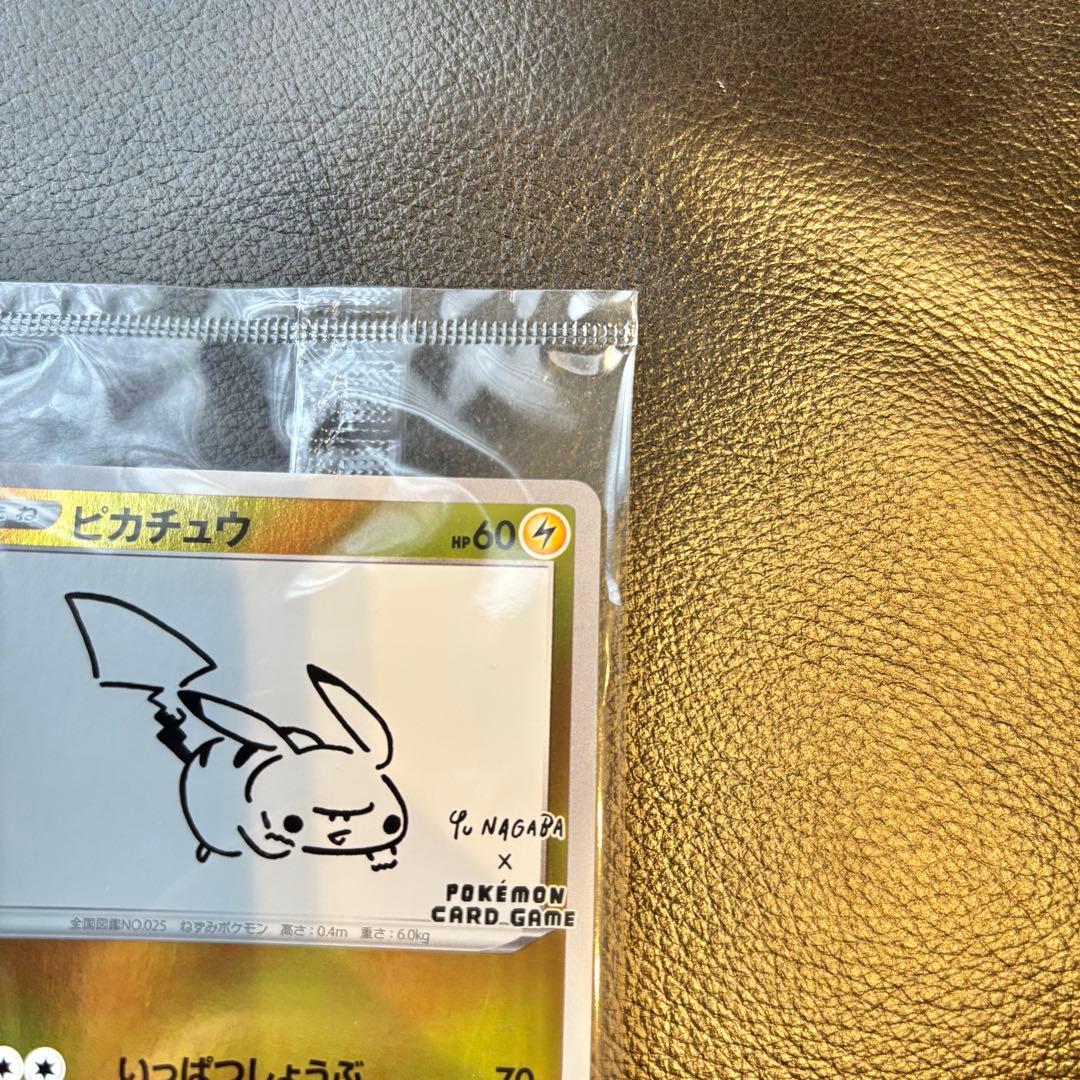 ピカチュウ HP60
YU NAGABA
X
POKÉMON
CARD GAME
全国図鑑NO.025 ねずみポケモン 高さ:0.4m 重さ:6.0kg
いっぱつしょうぶ 70